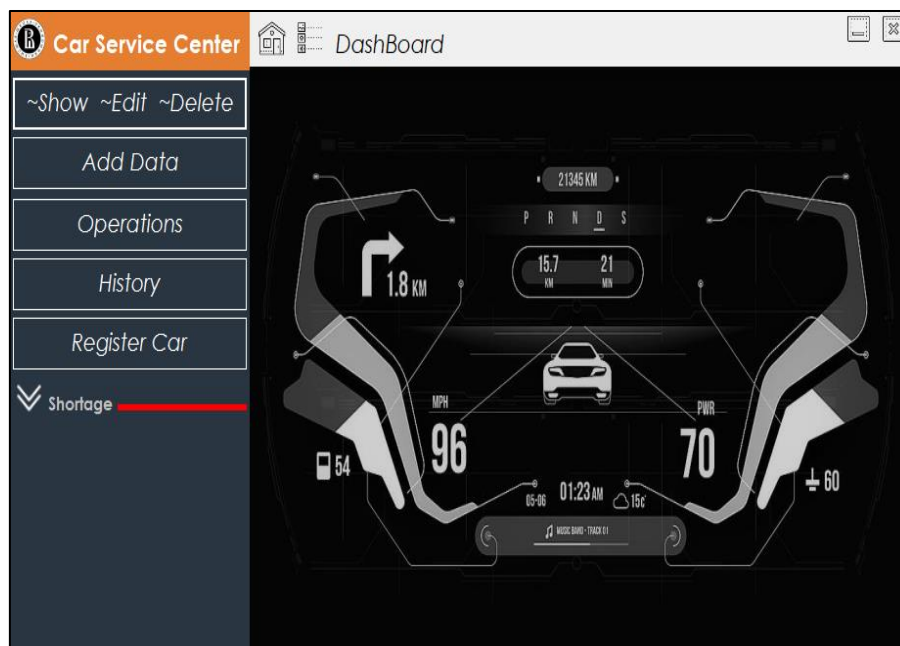 Car Service Center
DashBoard
~Show ~Edit ~Delete
Add Data
Operations
History
Register Car
Shortage
21345 KM
P R N D S
1.8 KM
15.7 21
KM MIN
MPH
96
PWR
70
54
60
05-06 01:23 AM 15c
MUSIC BAND - TRACK 01